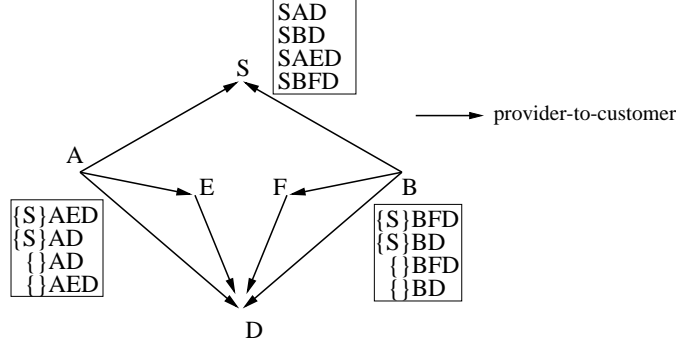 SAD
SBD
SAED
SBFD
S
provider-to-customer
A
E
F
B
{S}AED
{S}AD
{}AD
{}AED
{S}BFD
{S}BD
{}BFD
{}BD
D